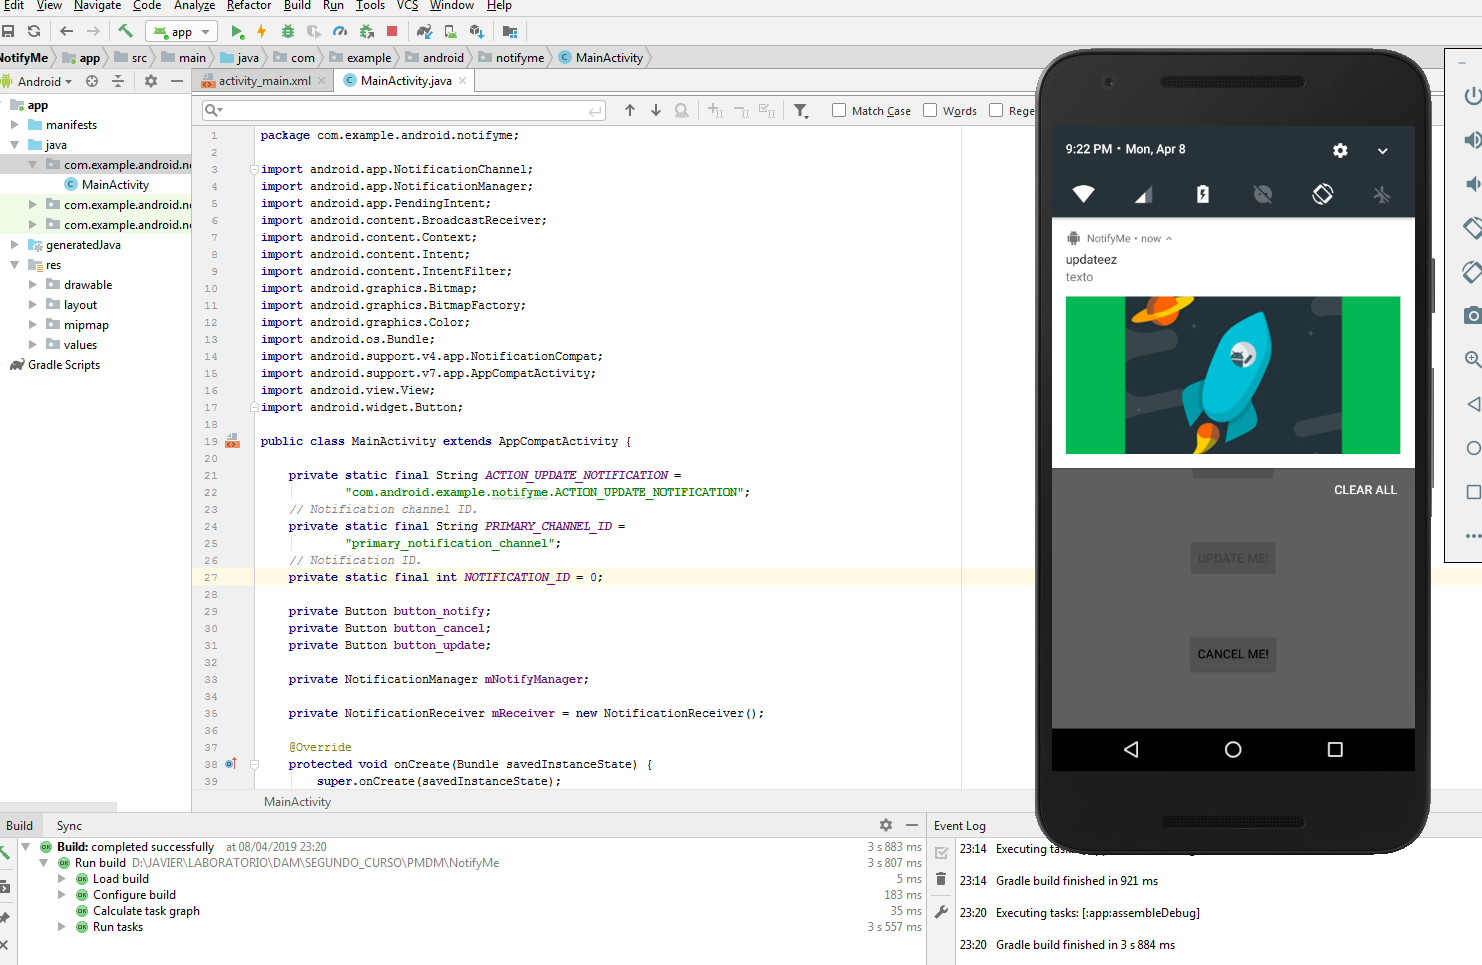 Edit View Navigate Code Analyze Refactor Build Run Tools VCS Window Help
app
NotifyMe app src main java com example android notifyme MainActivity
Android
activity_main.xml MainActivity.java
Match Case Words Rege
app
manifests
java
com.example.android.no
MainActivity
com.example.android.no
com.example.android.no
generatedJava
res
drawable
layout
mipmap
values
Gradle Scripts
1 package com.example.android.notifyme;
2
3 import android.app.NotificationChannel;
4 import android.app.NotificationManager;
5 import android.app.PendingIntent;
6 import android.content.BroadcastReceiver;
7 import android.content.Context;
8 import android.content.Intent;
9 import android.content.IntentFilter;
10 import android.graphics.Bitmap;
11 import android.graphics.BitmapFactory;
12 import android.graphics.Color;
13 import android.os.Bundle;
14 import android.support.v4.app.NotificationCompat;
15 import android.support.v7.app.AppCompatActivity;
16 import android.view.View;
17 import android.widget.Button;
18
19 public class MainActivity extends AppCompatActivity {
20
21 private static final String ACTION_UPDATE_NOTIFICATION =
22 "com.android.example.notifyme.ACTION_UPDATE_NOTIFICATION";
23 // Notification channel ID.
24 private static final String PRIMARY_CHANNEL_ID =
25 "primary_notification_channel";
26 // Notification ID.
27 private static final int NOTIFICATION_ID = 0;
28
29 private Button button_notify;
30 private Button button_cancel;
31 private Button button_update;
32
33 private NotificationManager mNotifyManager;
34
35 private NotificationReceiver mReceiver = new NotificationReceiver();
36
37 @Override
38 protected void onCreate(Bundle savedInstanceState) {
39 super.onCreate(savedInstanceState);
MainActivity
9:22 PM • Mon, Apr 8
NotifyMe • now
updateez
texto
CLEAR ALL
UPDATE ME!
CANCEL ME!
Build Sync
Build: completed successfully at 08/04/2019 23:20 3 s 883 ms
Run build D:\JAVIER\LABORATORIO\DAM\SEGUNDO_CURSO\PMDM\NotifyMe 3 s 807 ms
Load build 5 ms
Configure build 183 ms
Calculate task graph 35 ms
Run tasks 3 s 557 ms
Event Log
23:14 Executing
23:14 Gradle build finished in 921 ms
23:20 Executing tasks: [:app:assembleDebug]
23:20 Gradle build finished in 3 s 884 ms